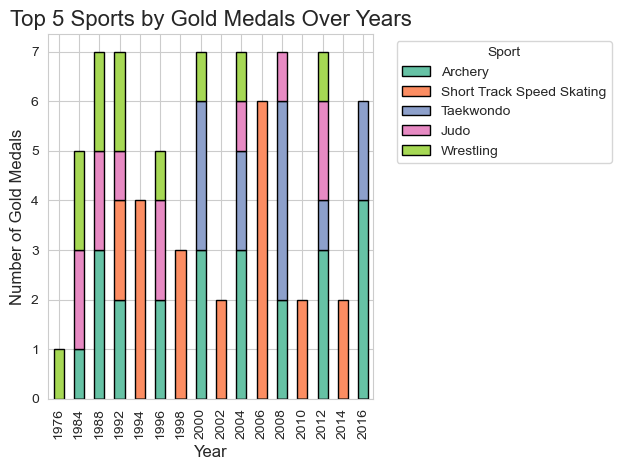 Top 5 Sports by Gold Medals Over Years
Sport
Archery
Short Track Speed Skating
Taekwondo
Judo
Wrestling
Number of Gold Medals
7
6
5
4
3
2
1
0
1976
1984
1988
1992
1994
1996
1998
2000
2002
2004
2006
2008
2010
2012
2014
2016
Year